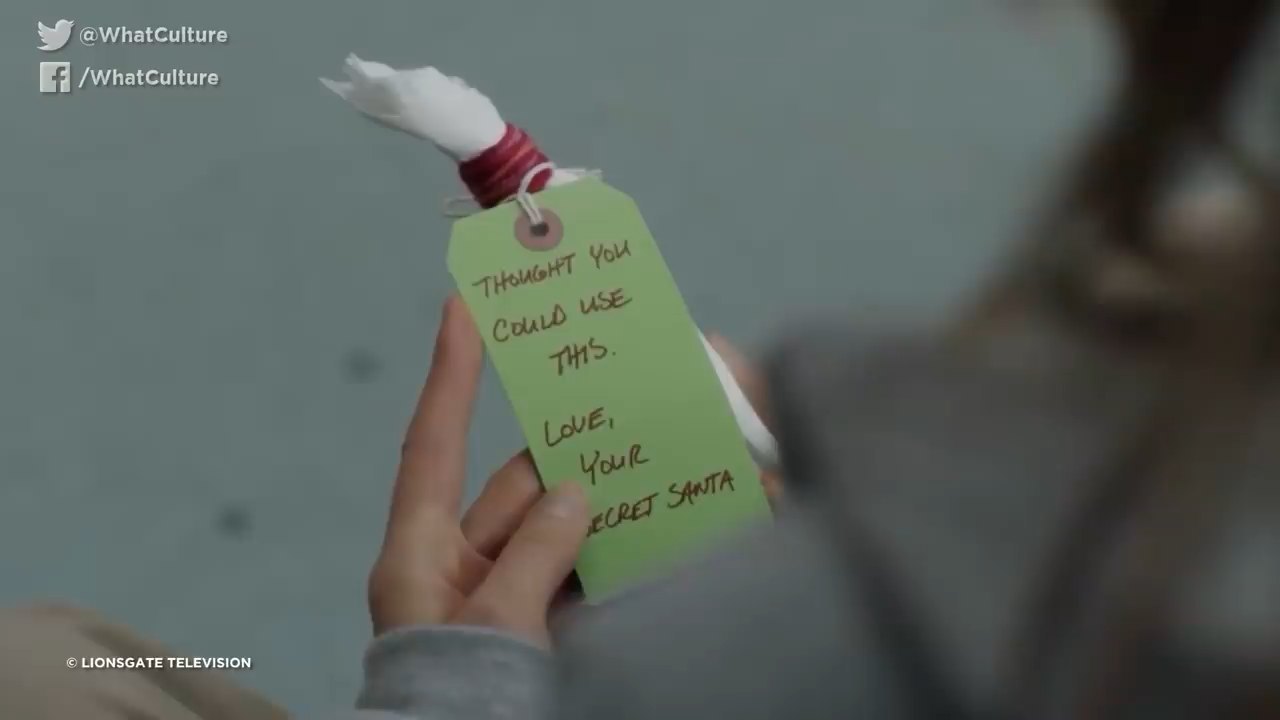 @WhatCulture
/WhatCulture
THOUGHT YOU
COULD USE
THIS.
LOVE,
YOUR
SECRET SANTA
© LIONSGATE TELEVISION